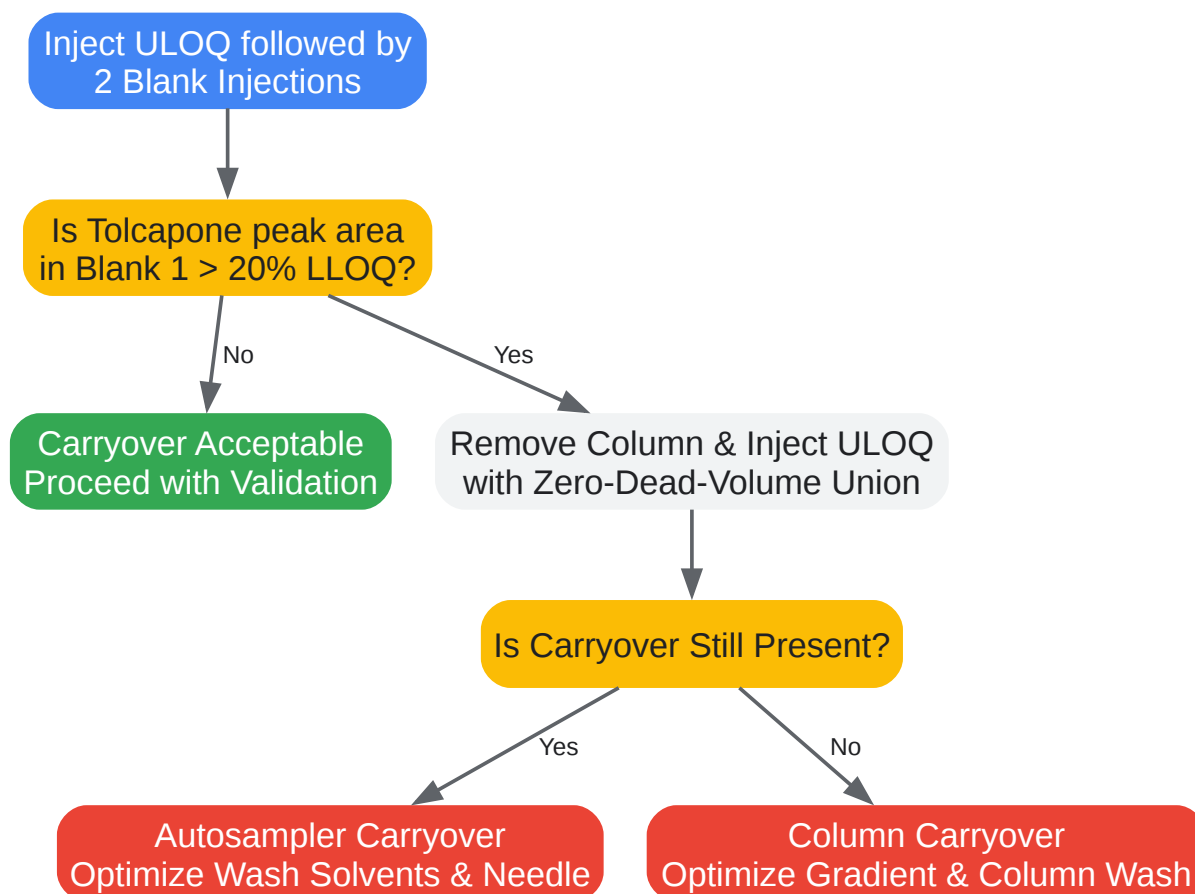 Inject ULOQ followed by
2 Blank Injections
Is Tolcapone peak area
in Blank 1 > 20% LLOQ?
No
Yes
Carryover Acceptable
Proceed with Validation
Remove Column & Inject ULOQ
with Zero-Dead-Volume Union
Is Carryover Still Present?
Yes
No
Autosampler Carryover
Optimize Wash Solvents & Needle
Column Carryover
Optimize Gradient & Column Wash